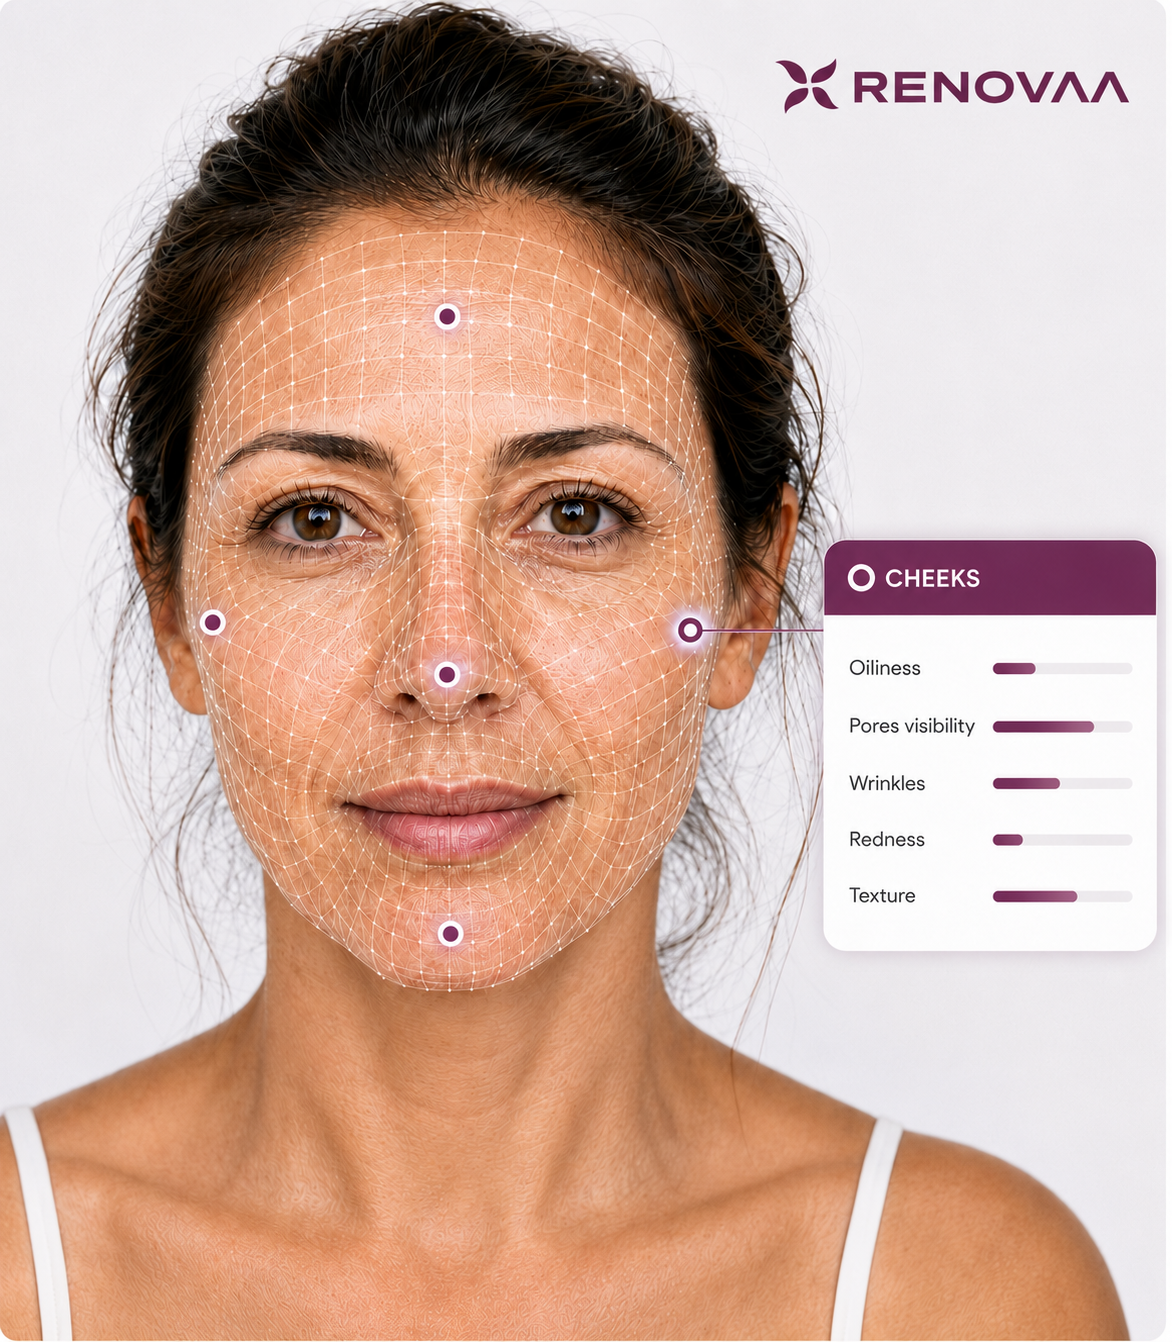 RENOVAA
CHEEKS
Oiliness
Pores visibility
Wrinkles
Redness
Texture